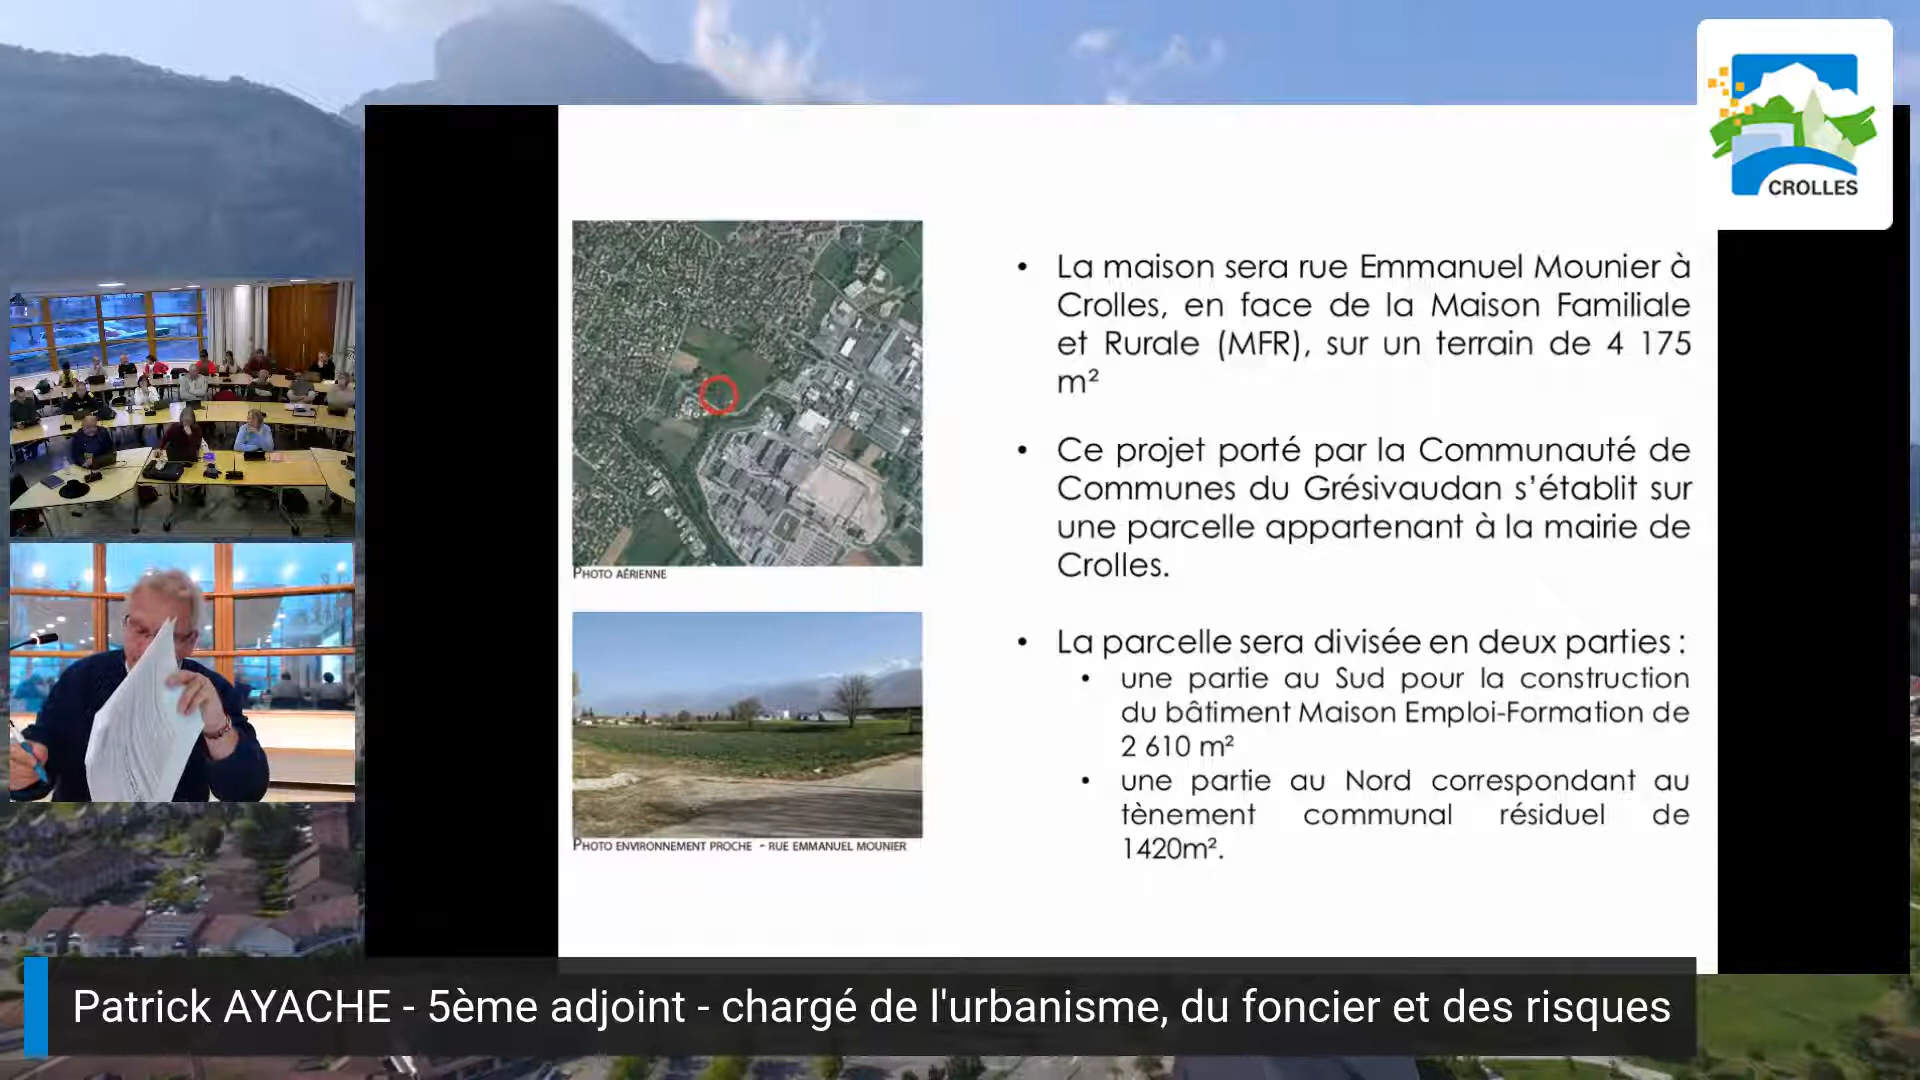 CROLLES
• La maison sera rue Emmanuel Mounier à
Crolles, en face de la Maison Familiale
et Rurale (MFR), sur un terrain de 4 175
m²
• Ce projet porté par la Communauté de
Communes du Grésivaudan s’établit sur
une parcelle appartenant à la mairie de
Crolles.
• La parcelle sera divisée en deux parties :
• une partie au Sud pour la construction
du bâtiment Maison Emploi-Formation de
2 610 m²
• une partie au Nord correspondant au
tènement communal résiduel de
1420m².
PHOTO AÉRIENNE
PHOTO ENVIRONNEMENT PROCHE - RUE EMMANUEL MOUNIER
Patrick AYACHE - 5ème adjoint - chargé de l'urbanisme, du foncier et des risques